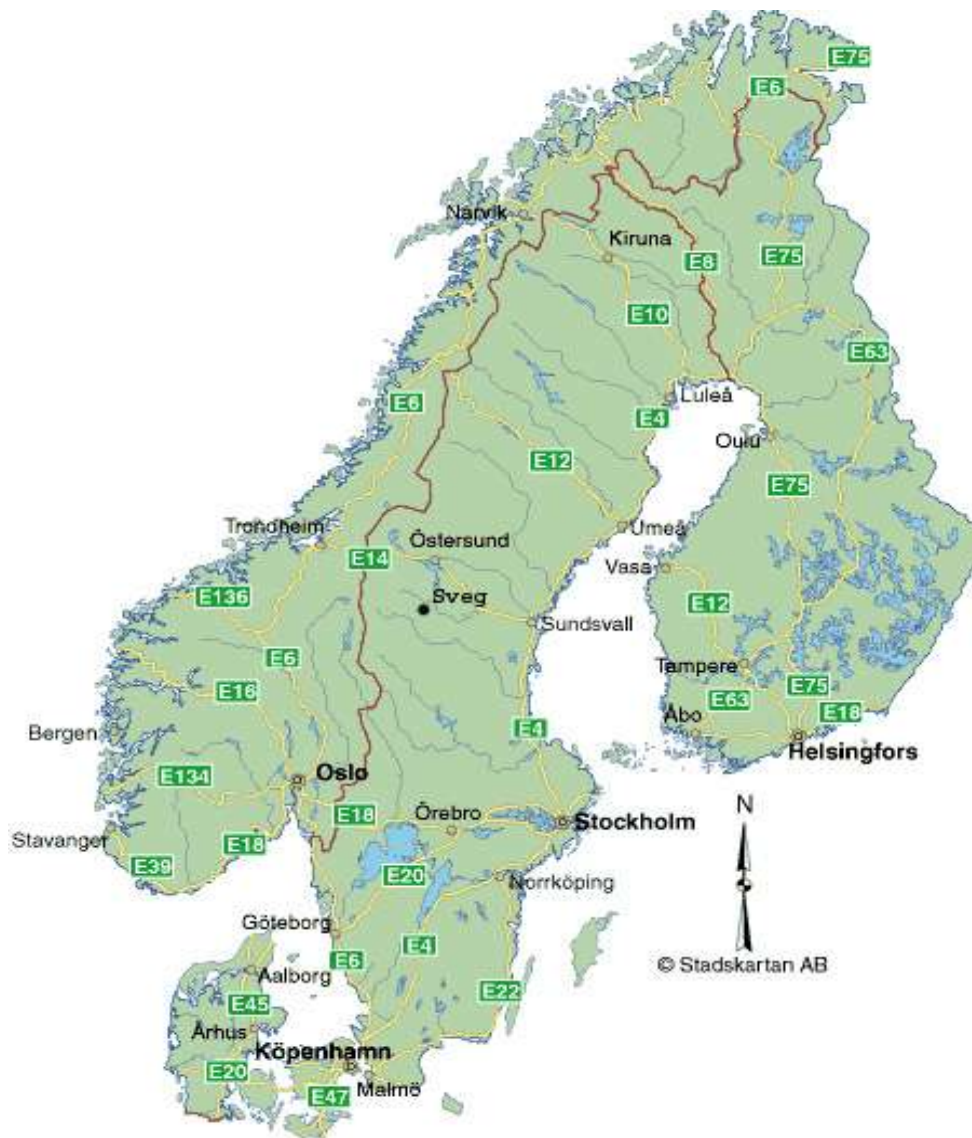 E75
E6
Narvik
Kiruna
E8
E75
E10
E63
E6
Luleå
E4
Oulu
E12
E75
Trondheim
Umeå
E14
Östersund
Vasa
E136
Sveg
E12
Sundsvall
E6
Tampere
E16
E63
E75
E18
Bergen
E4
Åbo
Helsingfors
E134
Oslo
N
E18
Örebro
Stockholm
Stavanger
E18
E39
E20
Norrköping
Göteborg
E4
E6
© Stadskartan AB
Aalborg
E22
E45
Århus
Köpenhamn
E20
Malmö
E47